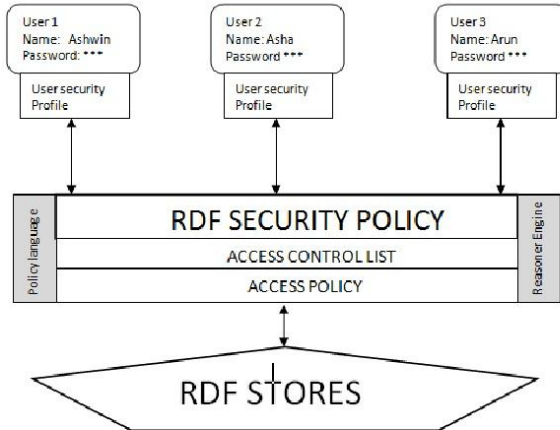 User 1
Name: Ashwin
Password: ***
User security
Profile
User 2
Name: Asha
Password ***
User security
Profile
User 3
Name: Arun
Password ***
User security
Profile
Policy language
RDF SECURITY POLICY
ACCESS CONTROL LIST
ACCESS POLICY
Reasoner Engine
RDF STORES